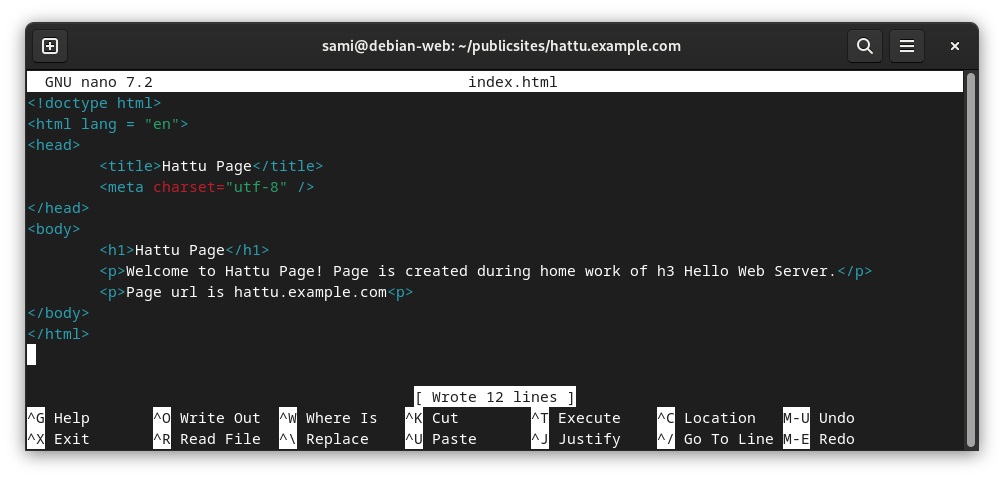 sami@debian-web: ~/publicsites/hattu.example.com
GNU nano 7.2 index.html
<!doctype html>
<html lang = "en">
<head>
        <title>Hattu Page</title>
        <meta charset="utf-8" />
</head>
<body>
        <h1>Hattu Page</h1>
        <p>Welcome to Hattu Page! Page is created during home work of h3 Hello Web Server.</p>
        <p>Page url is hattu.example.com<p>
</body>
</html>
[ Wrote 12 lines ]
^G Help ^O Write Out ^W Where Is ^K Cut ^T Execute ^C Location M-U Undo
^X Exit ^R Read File ^\ Replace ^U Paste ^J Justify ^/ Go To Line M-E Redo